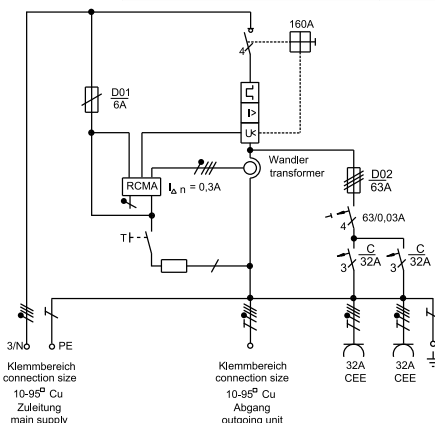 160A
4
D01
6A
I>
U<
Wandler
transformer
D02
63A
RCMA
I△ n = 0,3A
63/0,03A
4
T
C
32A
3
C
32A
3
3/N
PE
Klemmbereich
connection size
10-95□ Cu
Zuleitung
main supply
Klemmbereich
connection size
10-95□ Cu
Abgang
outgoing unit
32A
CEE
32A
CEE